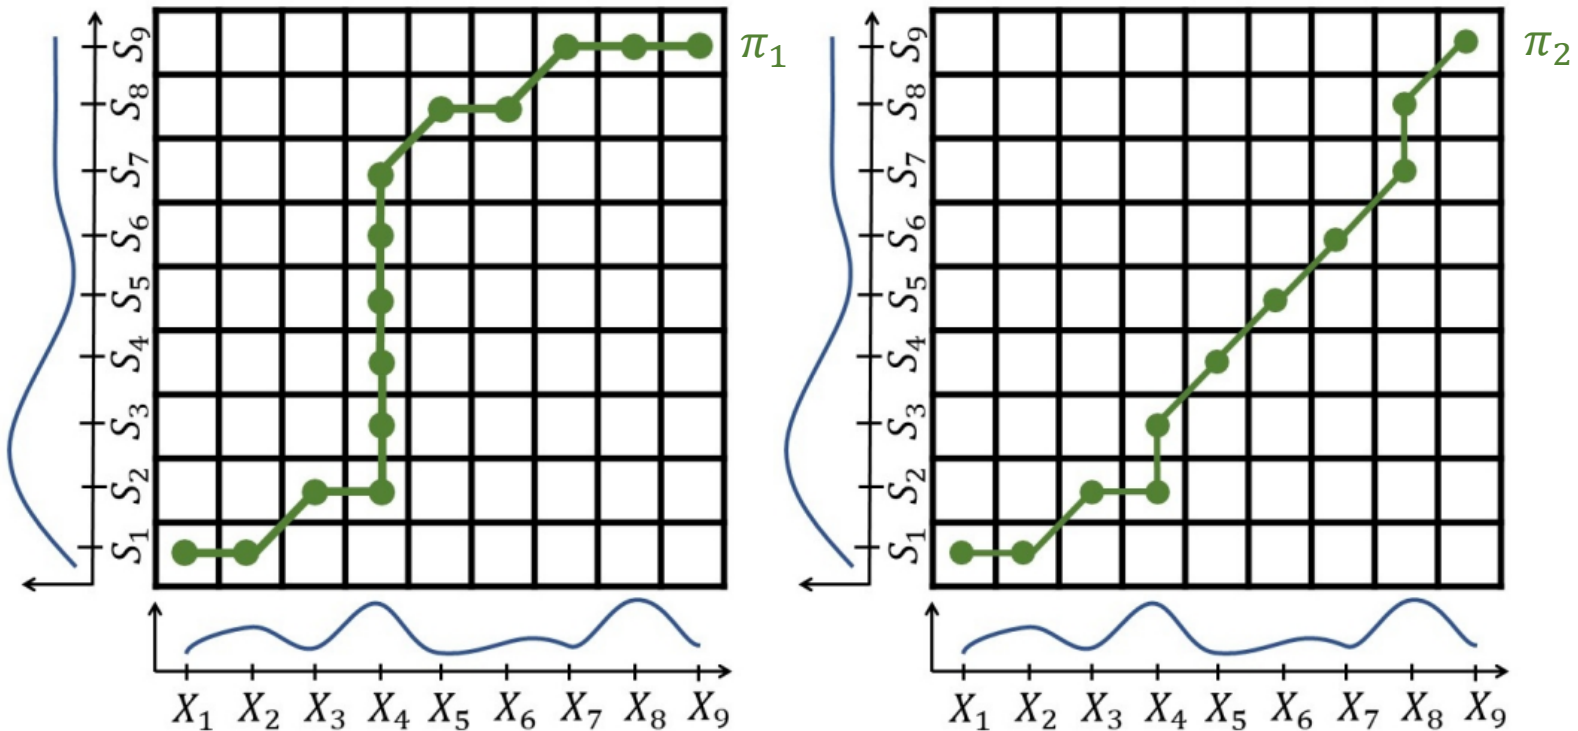 S₉
S₈
S₇
S₆
S₅
S₄
S₃
S₂
S₁
π₁
X₁ X₂ X₃ X₄ X₅ X₆ X₇ X₈ X₉
S₉
S₈
S₇
S₆
S₅
S₄
S₃
S₂
S₁
π₂
X₁ X₂ X₃ X₄ X₅ X₆ X₇ X₈ X₉